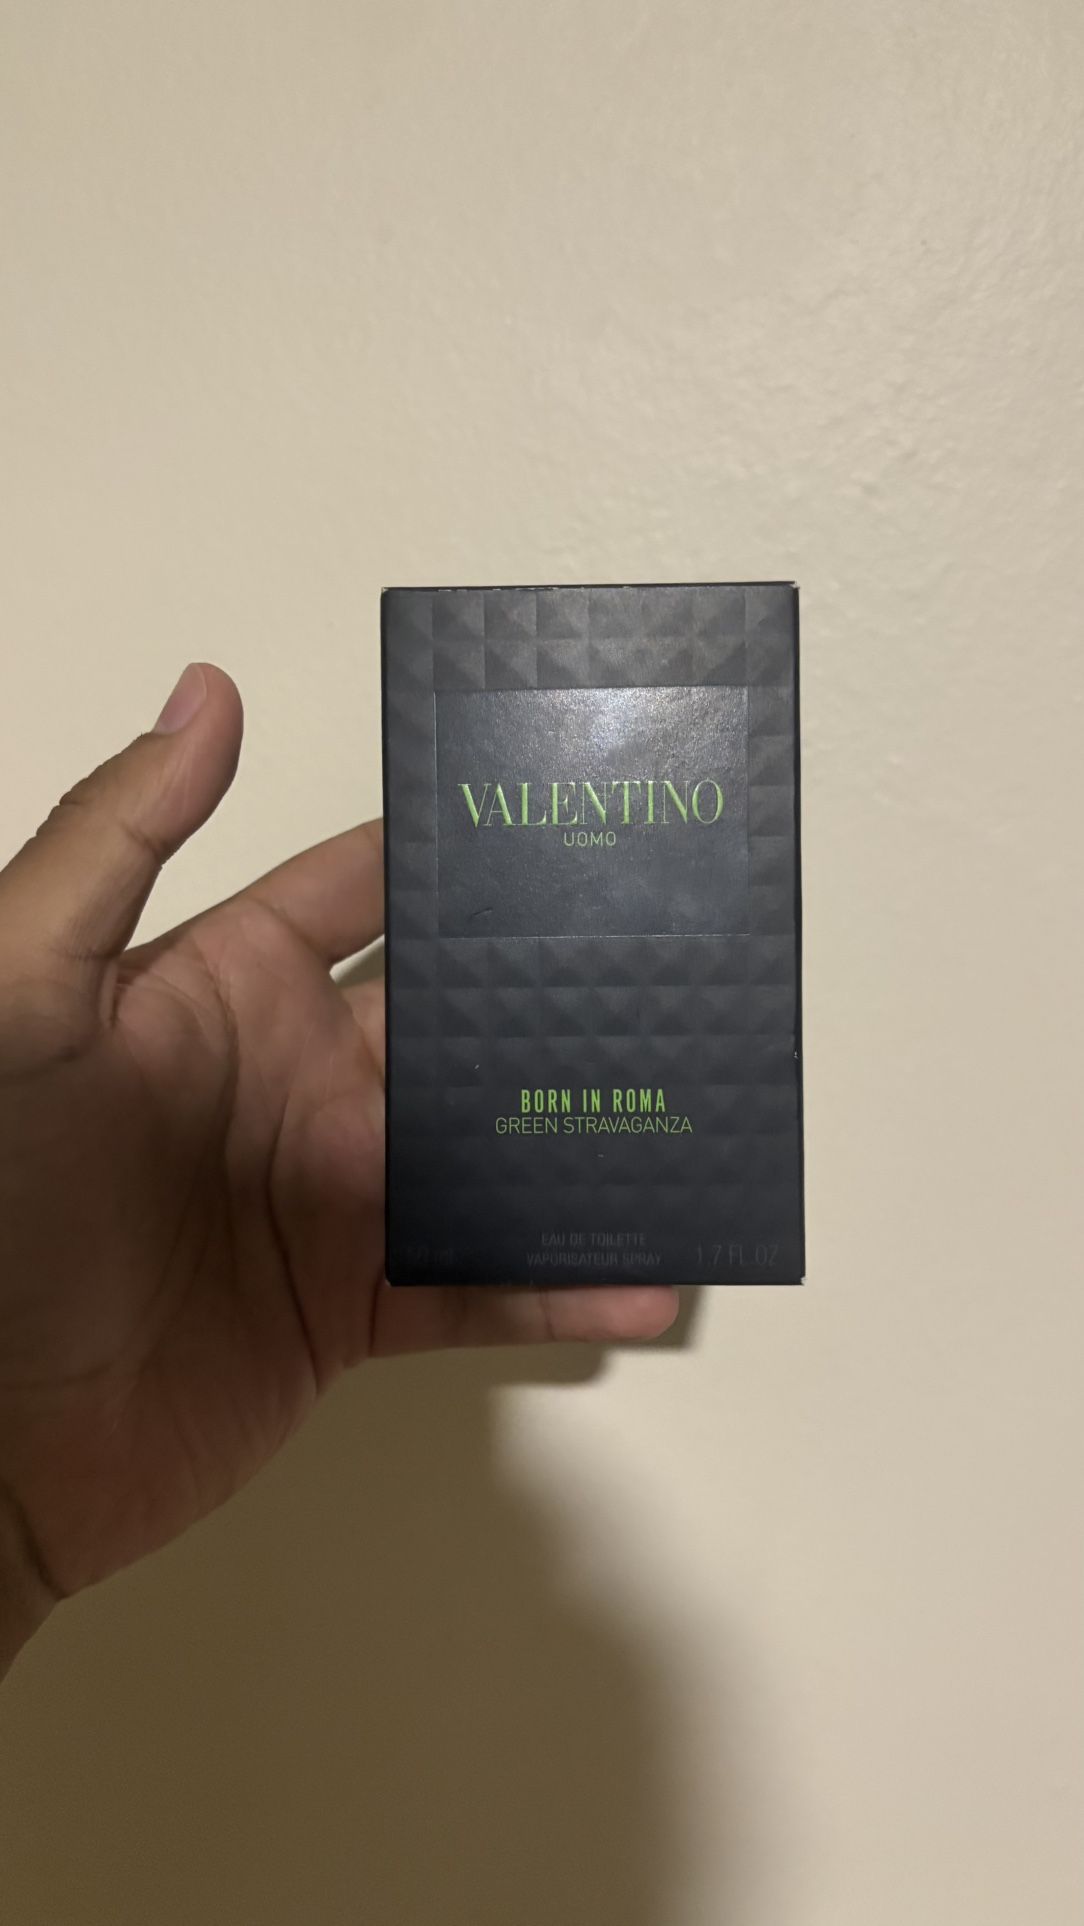 VALENTINO
UOMO
BORN IN ROMA
GREEN STRAVAGANZA
EAU DE TOILETTE
VAPORISATEUR SPRAY
1.7 FL.OZ